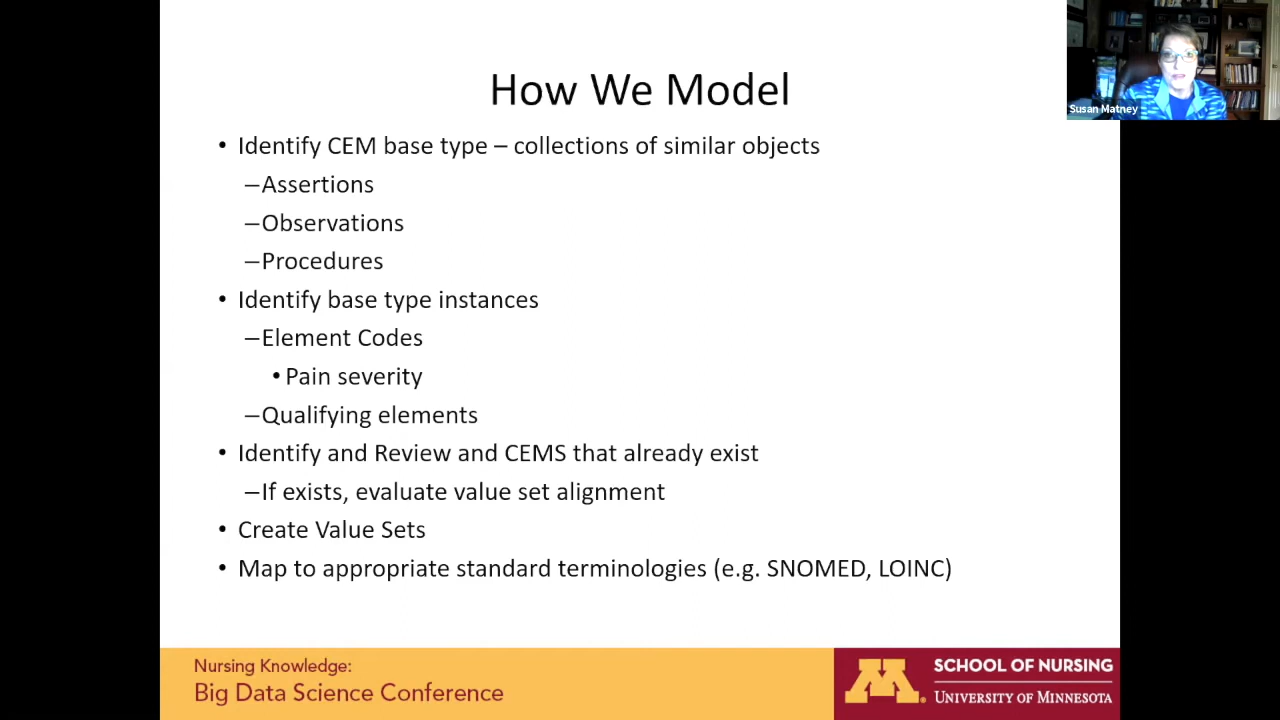 How We Model
Susan Matney
• Identify CEM base type – collections of similar objects
–Assertions
–Observations
–Procedures
• Identify base type instances
–Element Codes
• Pain severity
–Qualifying elements
• Identify and Review and CEMS that already exist
–If exists, evaluate value set alignment
• Create Value Sets
• Map to appropriate standard terminologies (e.g. SNOMED, LOINC)
Nursing Knowledge:
Big Data Science Conference
M
SCHOOL OF NURSING
UNIVERSITY OF MINNESOTA